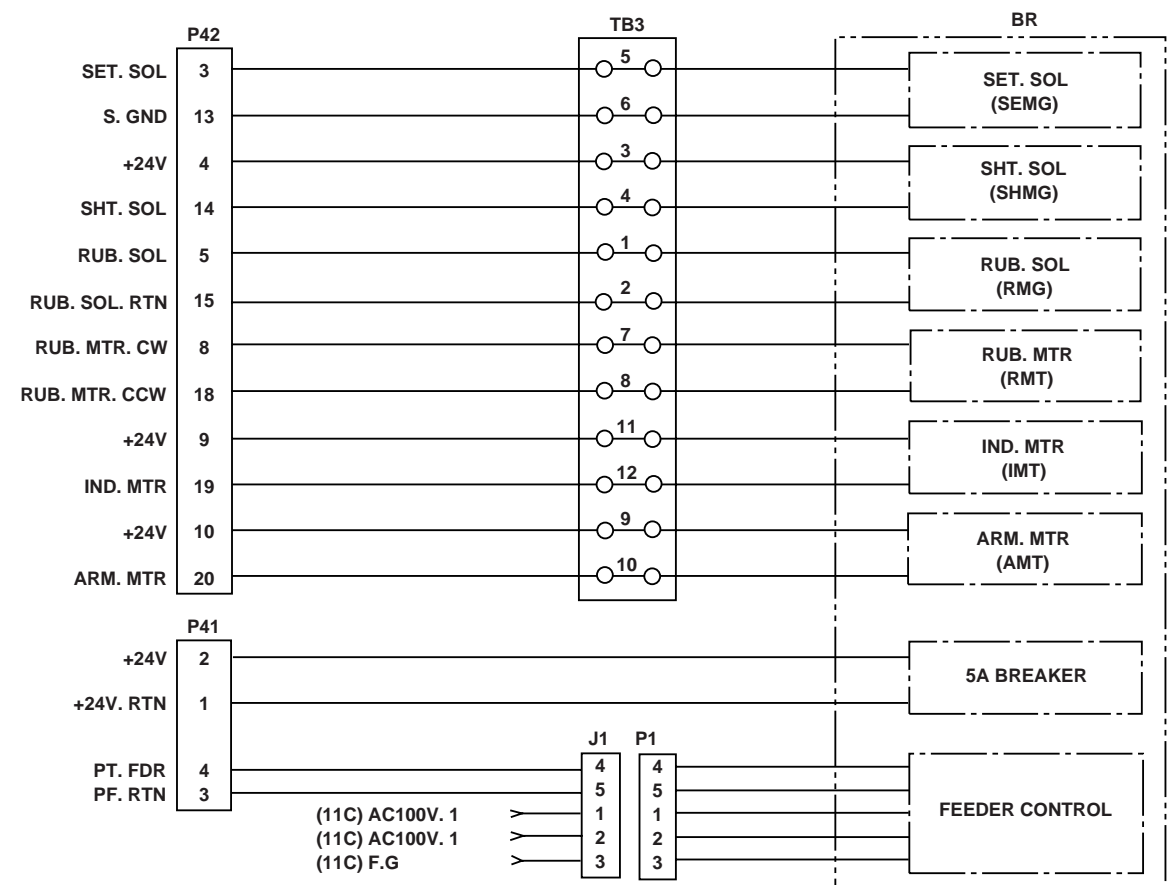 P42 TB3 BR
SET. SOL 3 5 SET. SOL
(SEMG)
S. GND 13 6
+24V 4 3 SHT. SOL
(SHMG)
SHT. SOL 14 4
RUB. SOL 5 1 RUB. SOL
(RMG)
RUB. SOL. RTN 15 2
RUB. MTR. CW 8 7 RUB. MTR
(RMT)
RUB. MTR. CCW 18 8
+24V 9 11 IND. MTR
(IMT)
IND. MTR 19 12
+24V 10 9 ARM. MTR
(AMT)
ARM. MTR 20 10
P41
+24V 2 5A BREAKER
+24V. RTN 1
J1 P1
PT. FDR 4 4 4
PF. RTN 3 5 5
(11C) AC100V. 1 1 1 FEEDER CONTROL
(11C) AC100V. 1 2 2
(11C) F.G 3 3